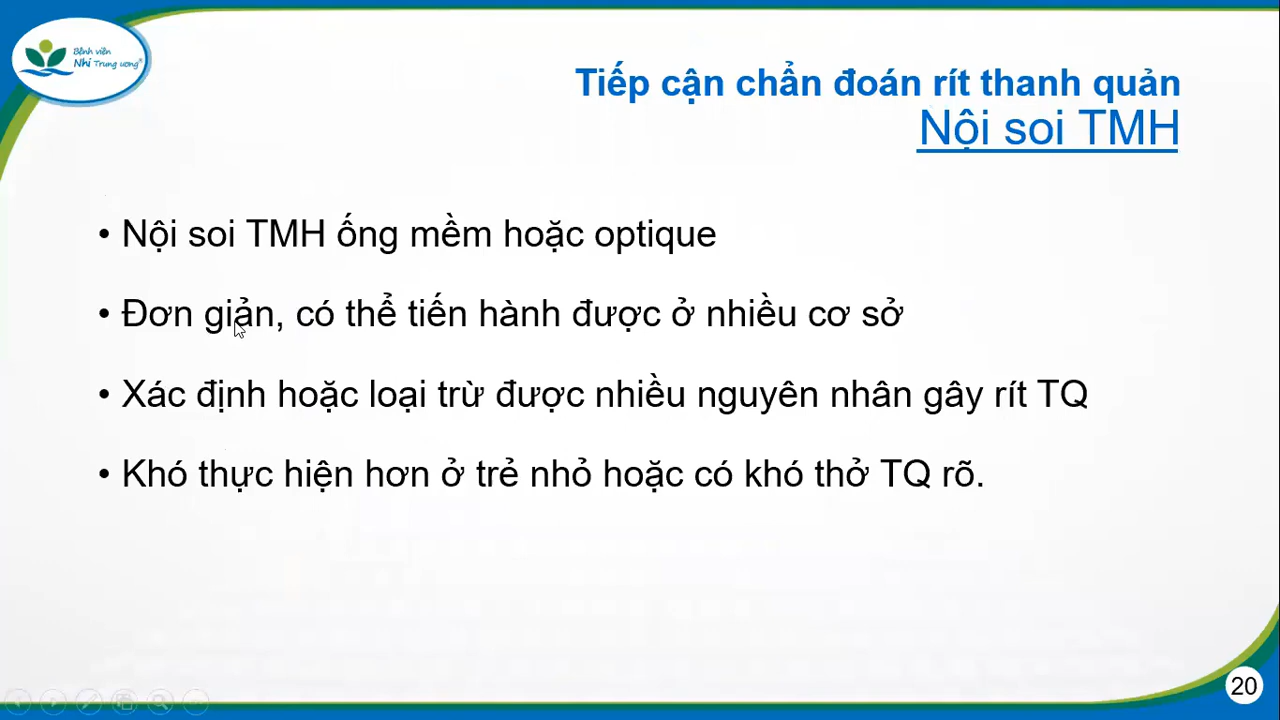 Bệnh viện
Nhi Trung ương®
Tiếp cận chẩn đoán rít thanh quản
Nội soi TMH
• Nội soi TMH ống mềm hoặc optique
• Đơn giản, có thể tiến hành được ở nhiều cơ sở
• Xác định hoặc loại trừ được nhiều nguyên nhân gây rít TQ
• Khó thực hiện hơn ở trẻ nhỏ hoặc có khó thở TQ rõ.
20